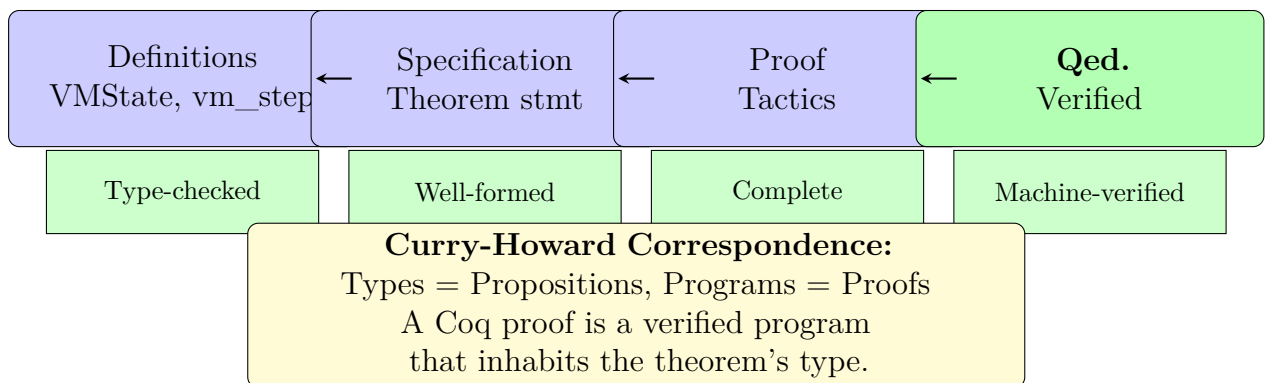 Definitions
VMState, vm_step
Specification
Theorem stmt
Proof
Tactics
Qed.
Verified
Type-checked
Well-formed
Complete
Machine-verified
Curry-Howard Correspondence:
Types = Propositions, Programs = Proofs
A Coq proof is a verified program
that inhabits the theorem's type.